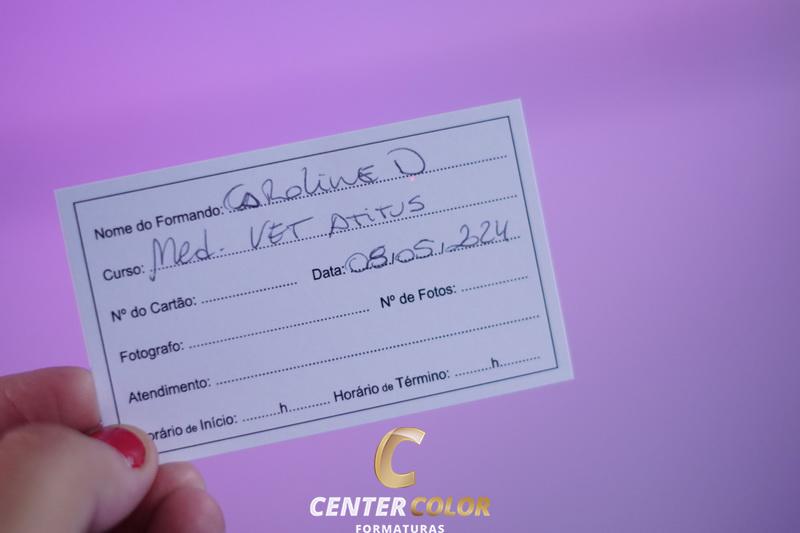 Nome do Formando: Caroline D
Curso: Med. VET ATITUS
Nº do Cartão: .................... Data: 08/05/2024
Fotografo: ........................................ Nº de Fotos: ...............
Atendimento: ......................................................................
orário de Início: ........h......... Horário de Término: ........h.........
C
CENTER COLOR
FORMATURAS